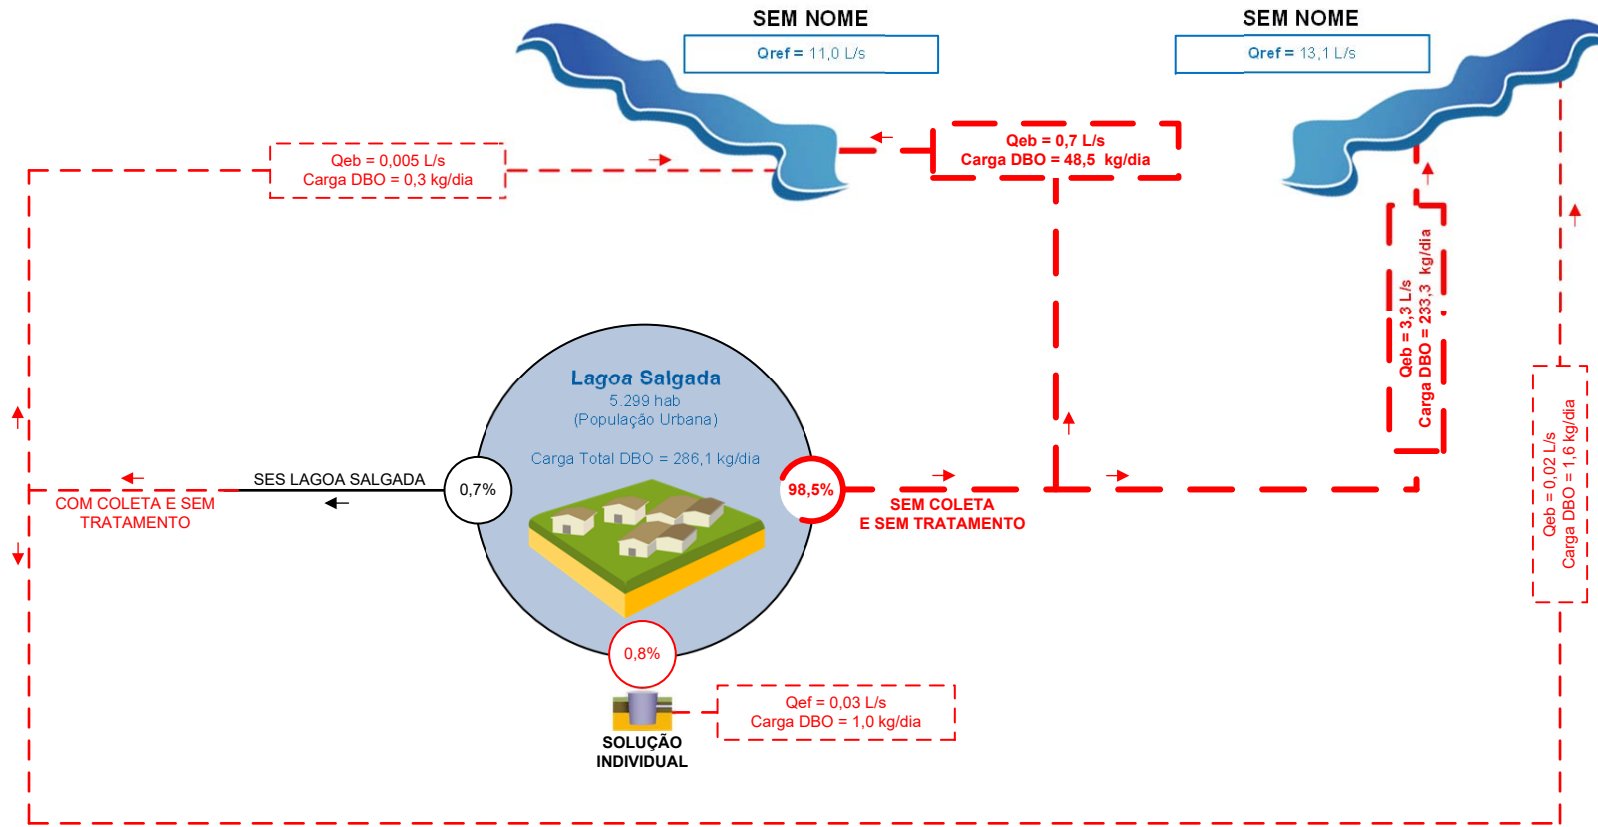 SEM NOME
Qref = 11,0 L/s
SEM NOME
Qref = 13,1 L/s
Qeb = 0,005 L/s
Carga DBO = 0,3 kg/dia
Qeb = 0,7 L/s
Carga DBO = 48,5 kg/dia
Qeb = 3,3 L/s
Carga DBO = 233,3 kg/dia
Qeb = 0,02 L/s
Carga DBO = 1,6 kg/dia
Lagoa Salgada
5.299 hab
(População Urbana)
Carga Total DBO = 286,1 kg/dia
SES LAGOA SALGADA
0,7%
98,5%
COM COLETA E SEM
TRATAMENTO
SEM COLETA
E SEM TRATAMENTO
0,8%
Qef = 0,03 L/s
Carga DBO = 1,0 kg/dia
SOLUÇÃO
INDIVIDUAL